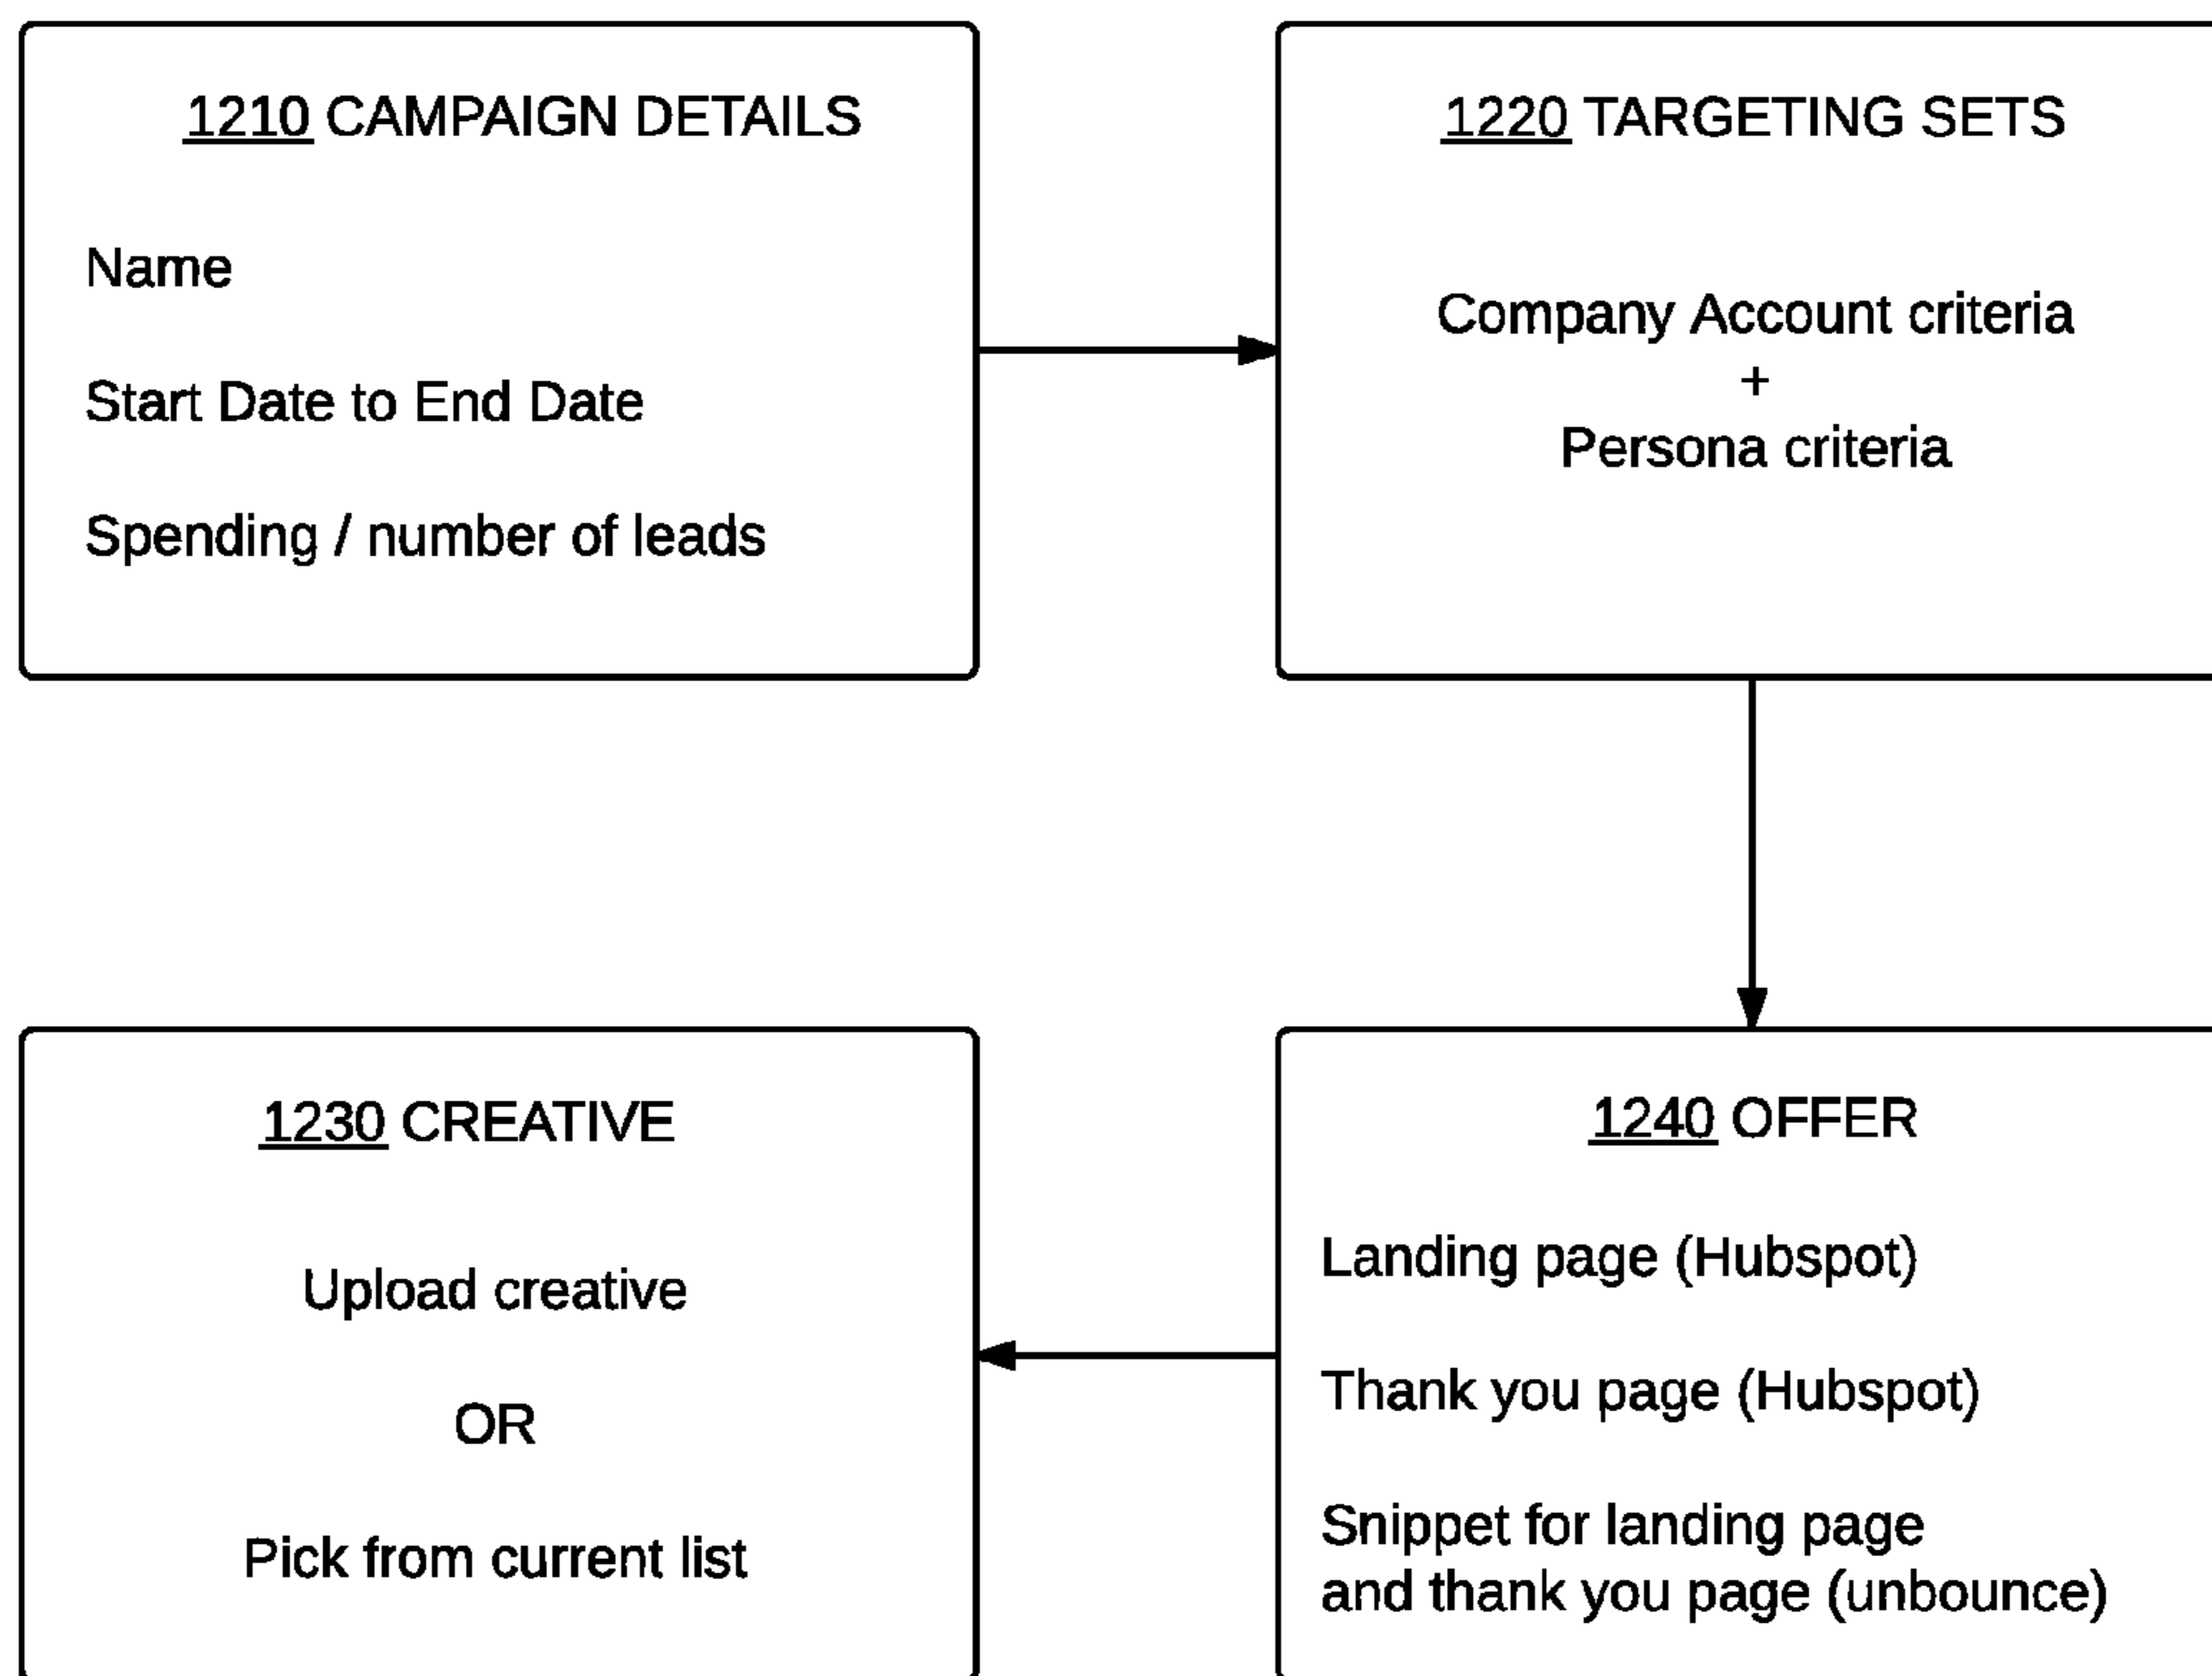 1210 CAMPAIGN DETAILS
Name
Start Date to End Date
Spending / number of leads
1220 TARGETING SETS
Company Account criteria
+
Persona criteria
1230 CREATIVE
Upload creative
OR
Pick from current list
1240 OFFER
Landing page (Hubspot)
Thank you page (Hubspot)
Snippet for landing page
and thank you page (unbounce)